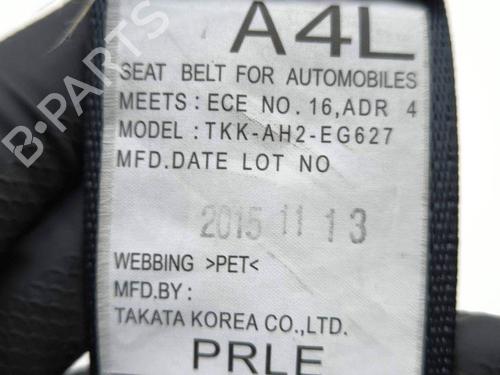 A4L
SEAT BELT FOR AUTOMOBILES
MEETS : ECE NO. 16,ADR 4
MODEL : TKK-AH2-EG627
MFD.DATE LOT NO
2015 11 13
WEBBING >PET<
MFD.BY :
TAKATA KOREA CO.,LTD.
PRLE
B-PARTS